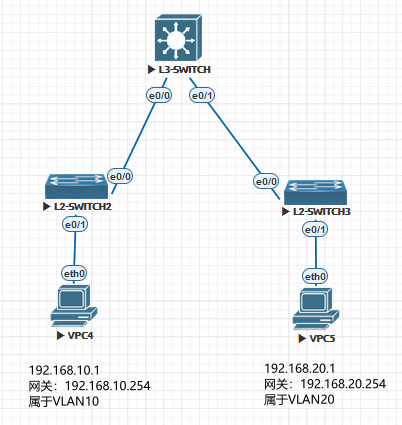 L3-SWITCH
e0/0
e0/1
e0/0
e0/0
L2-SWITCH2
L2-SWITCH3
e0/1
e0/1
eth0
eth0
VPC4
VPC5
192.168.10.1
网关：192.168.10.254
属于VLAN10
192.168.20.1
网关：192.168.20.254
属于VLAN20